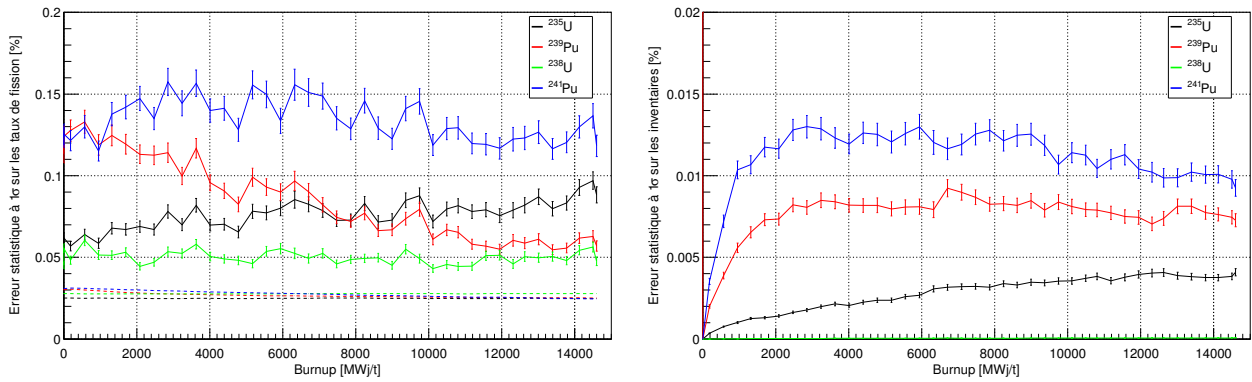 Erreur statistique à 1σ sur les taux de fission [%]
0.2
0.15
0.1
0.05
0
0 2000 4000 6000 8000 10000 12000 14000
Burnup [MWj/t]
²³⁵U
²³⁹Pu
²³⁸U
²⁴¹Pu
Erreur statistique à 1σ sur les inventaires [%]
0.02
0.015
0.01
0.005
0
0 2000 4000 6000 8000 10000 12000 14000
Burnup [MWj/t]
²³⁵U
²³⁹Pu
²³⁸U
²⁴¹Pu